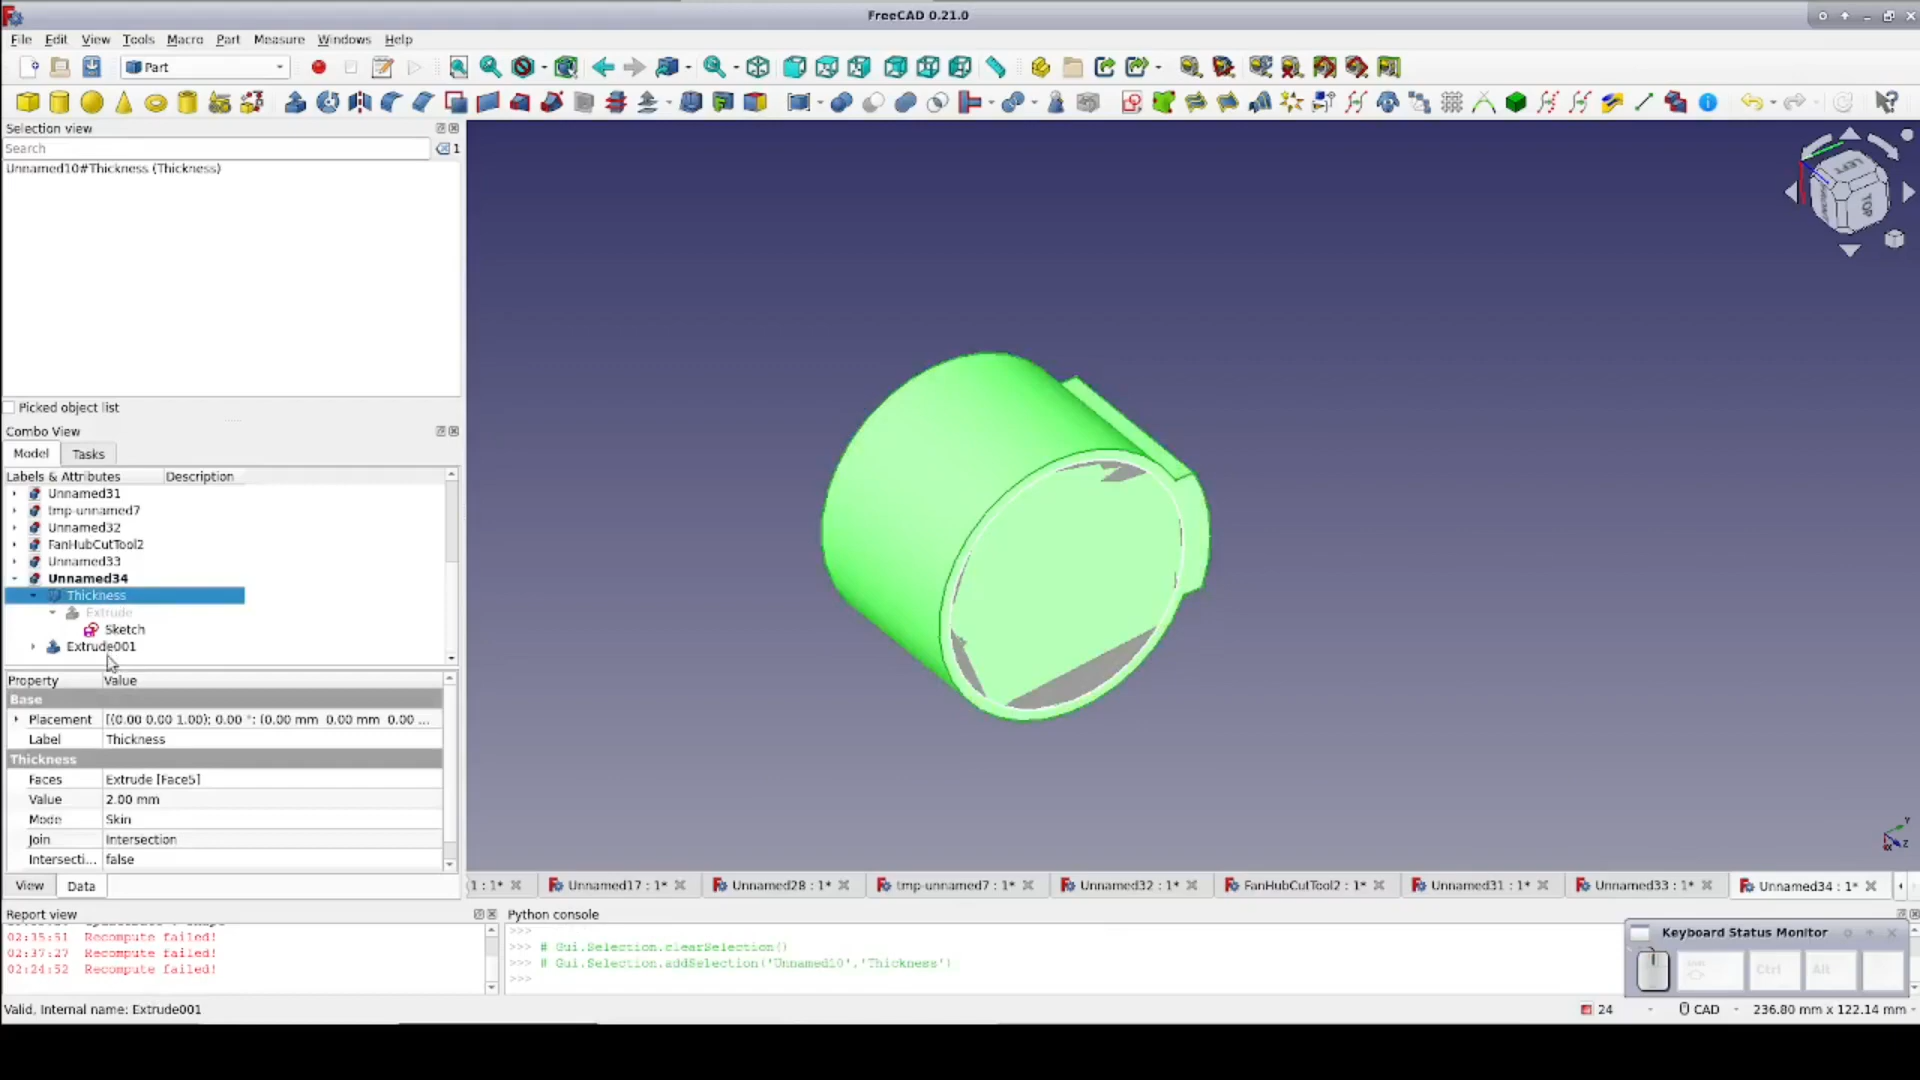 FreeCAD 0.21.0
File Edit View Tools Macro Part Measure Windows Help
Part
Selection view
Search
1
Unnamed10#Thickness (Thickness)
Picked object list
Combo View
Model Tasks
Labels & Attributes Description
Unnamed31
tmp-unnamed7
Unnamed32
FanHubCutTool2
Unnamed33
Unnamed34
Thickness
Extrude
Sketch
Extrude001
Property Value
Base
Placement [(0.00 0.00 1.00); 0.00 °; (0.00 mm 0.00 mm 0.00 ...
Label Thickness
Thickness
Faces Extrude [Face5]
Value 2.00 mm
Mode Skin
Join Intersection
Intersecti... false
View Data
LEFT
TOP
1 : 1* Unnamed17 : 1* Unnamed28 : 1* tmp-unnamed7 : 1* Unnamed32 : 1* FanHubCutTool2 : 1* Unnamed31 : 1* Unnamed33 : 1* Unnamed34 : 1*
Report view
02:35:51 Recompute failed!
02:37:27 Recompute failed!
02:24:52 Recompute failed!
Python console
>>>
>>> # Gui.Selection.clearSelection()
>>> # Gui.Selection.addSelection('Unnamed10','Thickness')
>>>
Keyboard Status Monitor
Ctrl Alt
Valid, Internal name: Extrude001
24 - CAD - 236.80 mm x 122.14 mm